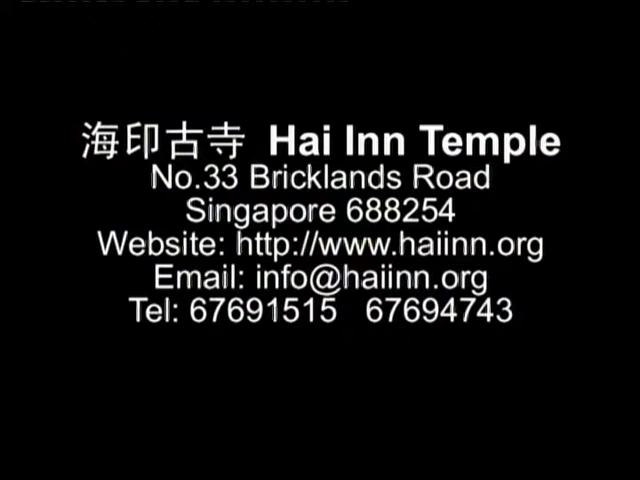 海印古寺 Hai Inn Temple
No.33 Bricklands Road
Singapore 688254
Website: http://www.haiinn.org
Email: info@haiinn.org
Tel: 67691515 67694743